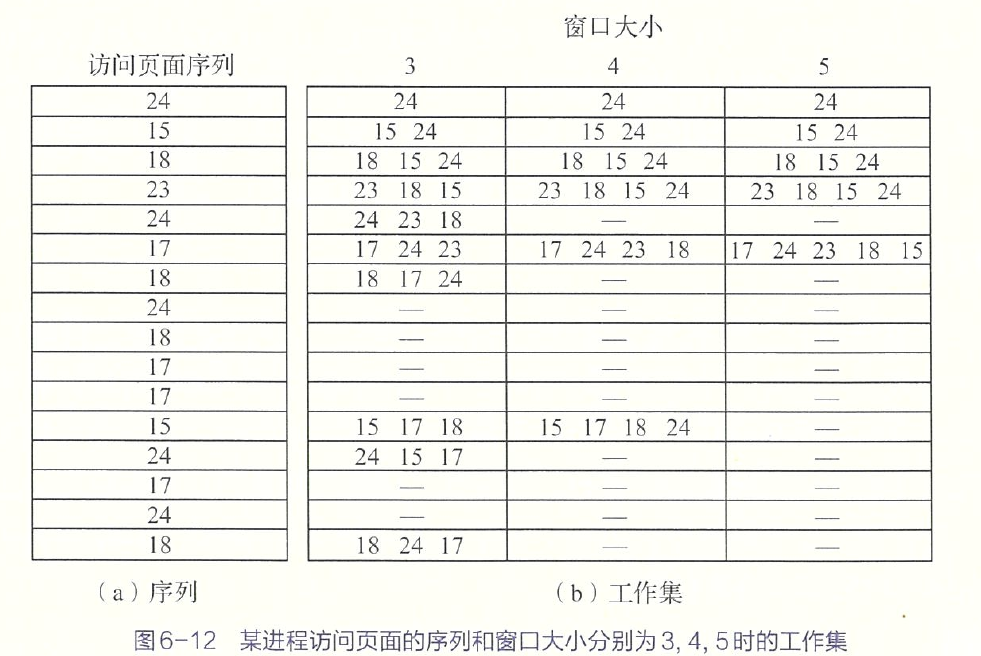 窗口大小
访问页面序列 3 4 5
24 24 24 24
15 15 24 15 24 15 24
18 18 15 24 18 15 24 18 15 24
23 23 18 15 23 18 15 24 23 18 15 24
24 24 23 18 — —
17 17 24 23 17 24 23 18 17 24 23 18 15
18 18 17 24 — —
24 — — —
18 — — —
17 — — —
17 — — —
15 15 17 18 15 17 18 24 —
24 24 15 17 — —
17 — — —
24 — — —
18 18 24 17 — —
（a）序列 （b）工作集
图6-12 某进程访问页面的序列和窗口大小分别为3, 4, 5时的工作集